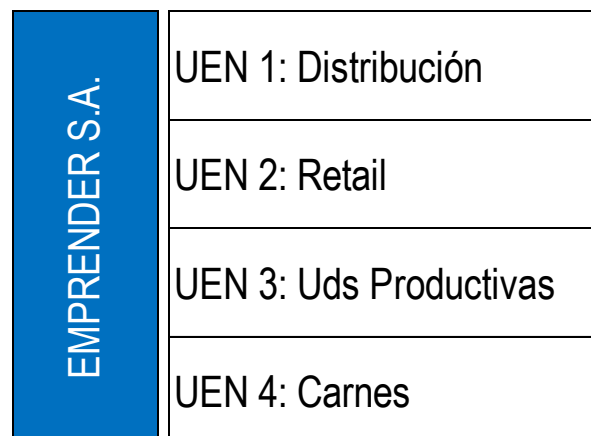 EMPRENDER S.A.
UEN 1: Distribución
UEN 2: Retail
UEN 3: Uds Productivas
UEN 4: Carnes